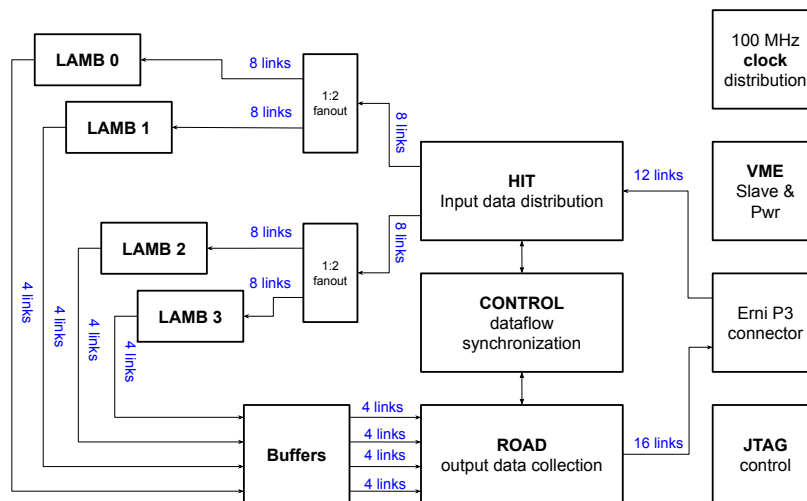 LAMB 0
8 links
1:2
fanout
100 MHz
clock
distribution
LAMB 1
8 links
8 links
HIT
Input data distribution
12 links
VME
Slave &
Pwr
LAMB 2
8 links
1:2
fanout
8 links
LAMB 3
8 links
CONTROL
dataflow
synchronization
Erni P3
connector
4 links
4 links
4 links
4 links
Buffers
4 links
4 links
4 links
4 links
ROAD
output data collection
16 links
JTAG
control